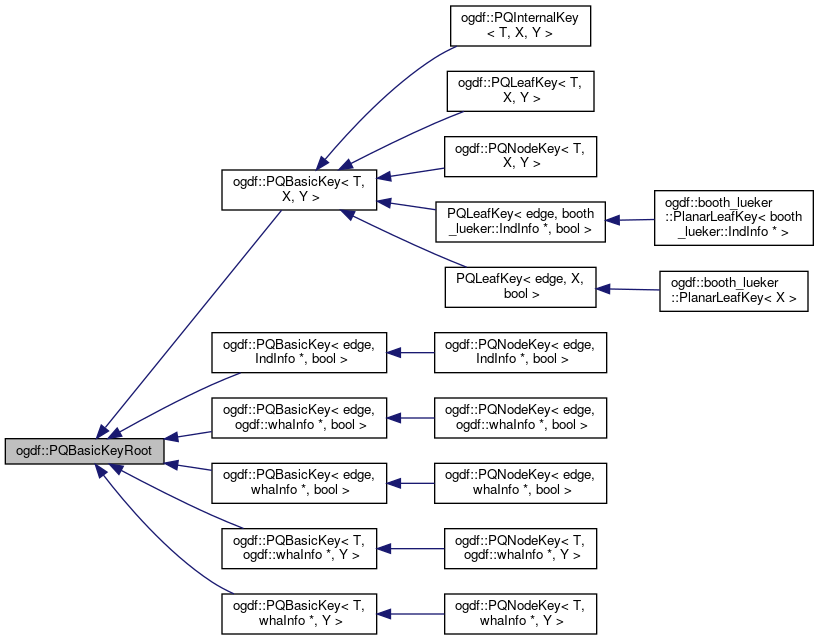 ogdf::PQInternalKey
< T, X, Y >
ogdf::PQLeafKey< T,
X, Y >
ogdf::PQNodeKey< T,
X, Y >
ogdf::PQBasicKey< T,
X, Y >
PQLeafKey< edge, booth
_lueker::IndInfo *, bool >
ogdf::booth_lueker
::PlanarLeafKey< booth
_lueker::IndInfo * >
PQLeafKey< edge, X,
bool >
ogdf::booth_lueker
::PlanarLeafKey< X >
ogdf::PQBasicKey< edge,
IndInfo *, bool >
ogdf::PQNodeKey< edge,
IndInfo *, bool >
ogdf::PQBasicKey< edge,
ogdf::whaInfo *, bool >
ogdf::PQNodeKey< edge,
ogdf::whaInfo *, bool >
ogdf::PQBasicKeyRoot
ogdf::PQBasicKey< edge,
whaInfo *, bool >
ogdf::PQNodeKey< edge,
whaInfo *, bool >
ogdf::PQBasicKey< T,
ogdf::whaInfo *, Y >
ogdf::PQNodeKey< T,
ogdf::whaInfo *, Y >
ogdf::PQBasicKey< T,
whaInfo *, Y >
ogdf::PQNodeKey< T,
whaInfo *, Y >